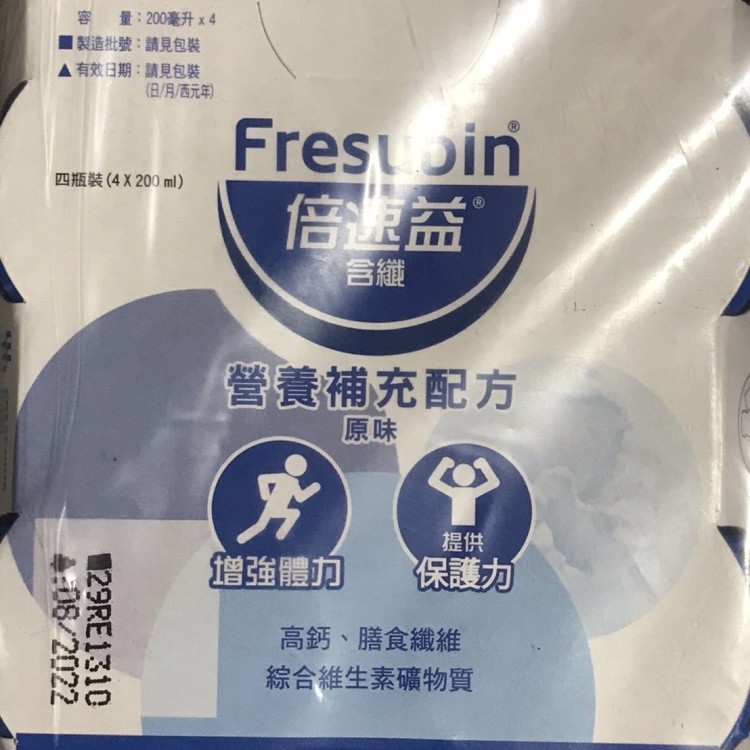 容 量：200毫升 x 4
■製造批號：請見包裝
▲有效日期：請見包裝
(日/月/西元年)
Fresubin®
四瓶裝(4 X 200 ml)
倍速益®
含纖
營養補充配方
原味
增強體力
提供
保護力
高鈣、膳食纖維
綜合維生素礦物質
■29RE1310
08/2022